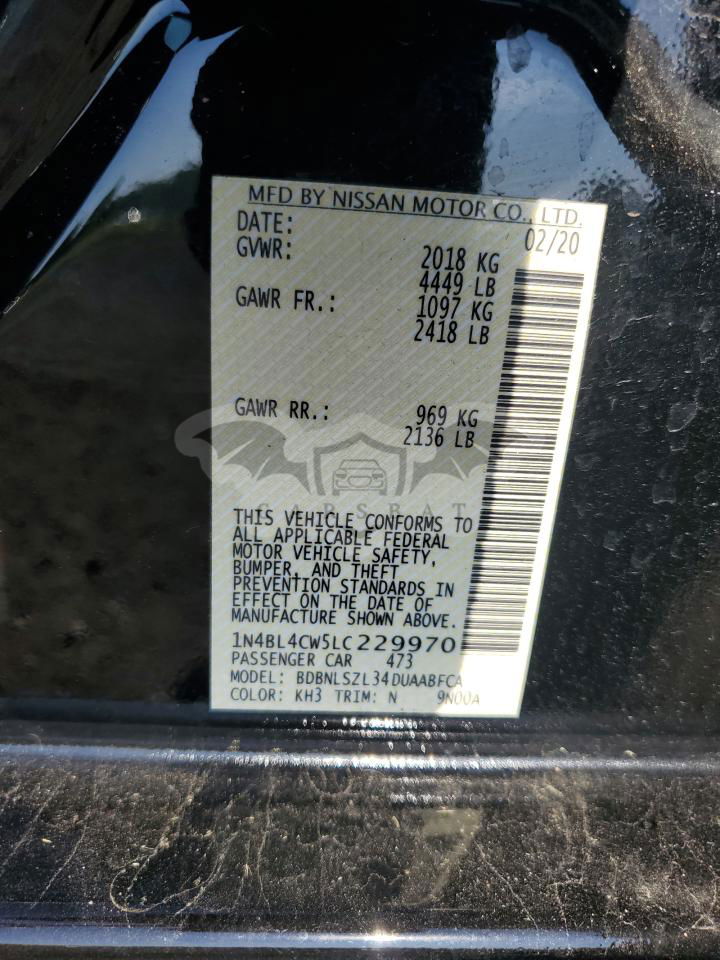 MFD BY NISSAN MOTOR CO., LTD.
DATE: 02/20
GVWR: 2018 KG
4449 LB
GAWR FR.: 1097 KG
2418 LB
GAWR RR.: 969 KG
2136 LB
CARSBAT
THIS VEHICLE CONFORMS TO
ALL APPLICABLE FEDERAL
MOTOR VEHICLE SAFETY,
BUMPER, AND THEFT
PREVENTION STANDARDS IN
EFFECT ON THE DATE OF
MANUFACTURE SHOWN ABOVE.
1N4BL4CW5LC229970
PASSENGER CAR 473
MODEL: BDBNLSZL34DUAABFCA
COLOR: KH3 TRIM: N 9N00A